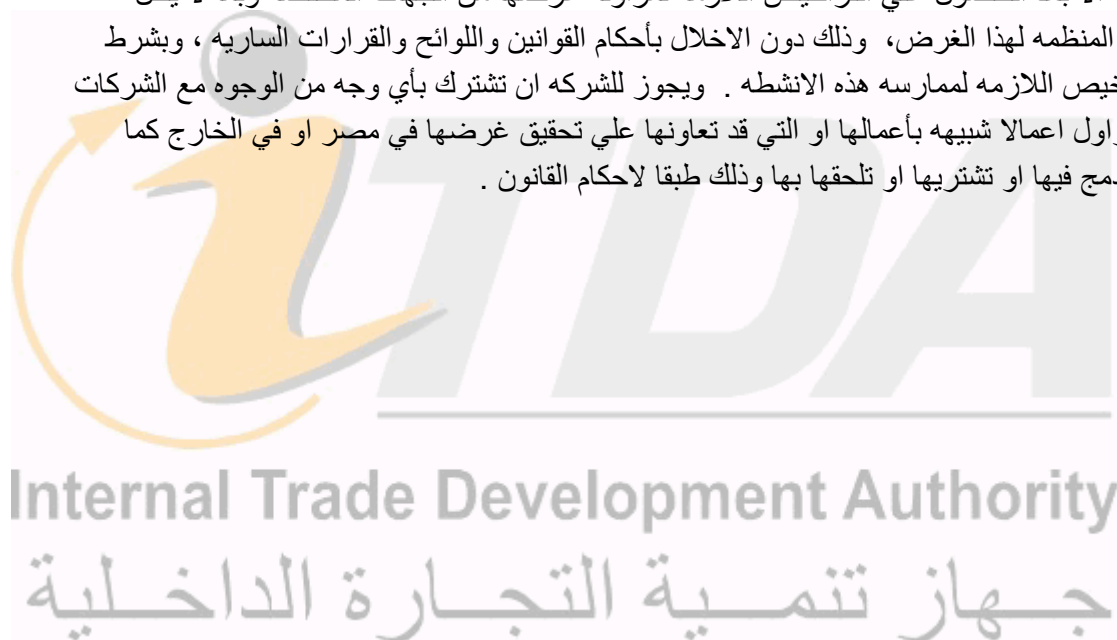 المنظمه لهذا الغرض، وذلك دون الاخلال بأحكام القوانين واللوائح والقرارات الساريه ، وبشرط
اللازمه لممارسه هذه الانشطه . ويجوز للشركه ان تشترك بأي وجه من الوجوه مع الشركات
اعمالا شبيهه بأعمالها او التي قد تعاونها علي تحقيق غرضها في مصر او في الخارج كما
فيها او تشتريها او تلحقها بها وذلك طبقا لاحكام القانون .
iTDA
Internal Trade Development Authority
جهاز تنمية التجارة الداخلية